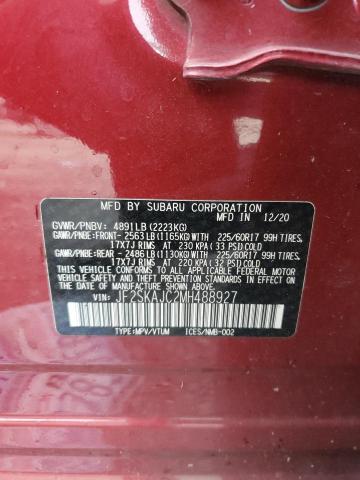 MFD BY SUBARU CORPORATION
GVWR/PNBV: 4891LB (2223KG) MFD IN 12/20
GAWR/PNBE:FRONT- 2563LB (1165KG)WITH 225/60R17 99H TIRES,
17X7J RIMS AT 230 KPA (33 PSI)COLD
GAWR/PNBE:REAR - 2486LB (1130KG)WITH 225/60R17 99H TIRES,
17X7J RIMS AT 230 KPA (33 PSI)COLD
THIS VEHICLE CONFORMS TO ALL APPLICABLE U.S.
FEDERAL MOTOR VEHICLE SAFETY, BUMPER, AND THEFT
PREVENTION STANDARDS IN EFFECT ON THE DATE OF
MANUFACTURE SHOWN ABOVE.
VIN: JF2SKAJC2MH488927
TYPE:MPV/VTUM ICES/NMB-002